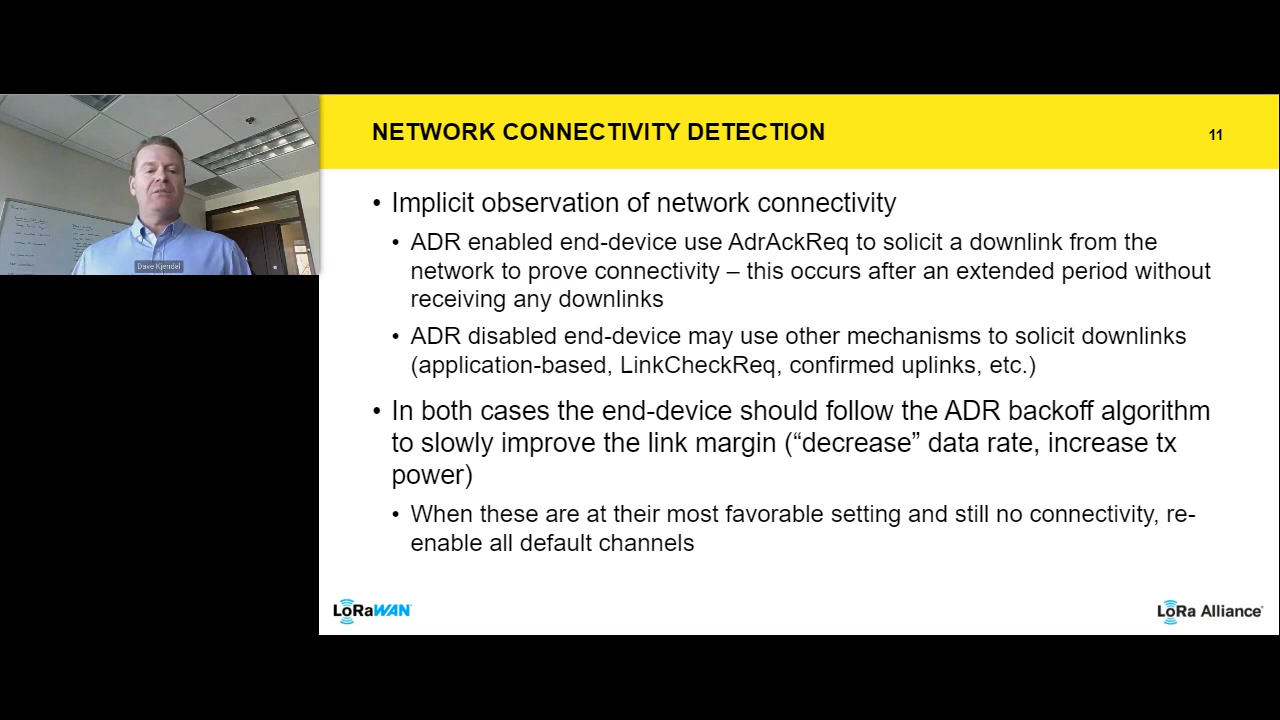 NETWORK CONNECTIVITY DETECTION
11
• Implicit observation of network connectivity
• ADR enabled end-device use AdrAckReq to solicit a downlink from the
network to prove connectivity – this occurs after an extended period without
receiving any downlinks
• ADR disabled end-device may use other mechanisms to solicit downlinks
(application-based, LinkCheckReq, confirmed uplinks, etc.)
• In both cases the end-device should follow the ADR backoff algorithm
to slowly improve the link margin (“decrease” data rate, increase tx
power)
• When these are at their most favorable setting and still no connectivity, re-
enable all default channels
Dave Kjendal
LoRaWAN
LoRa Alliance